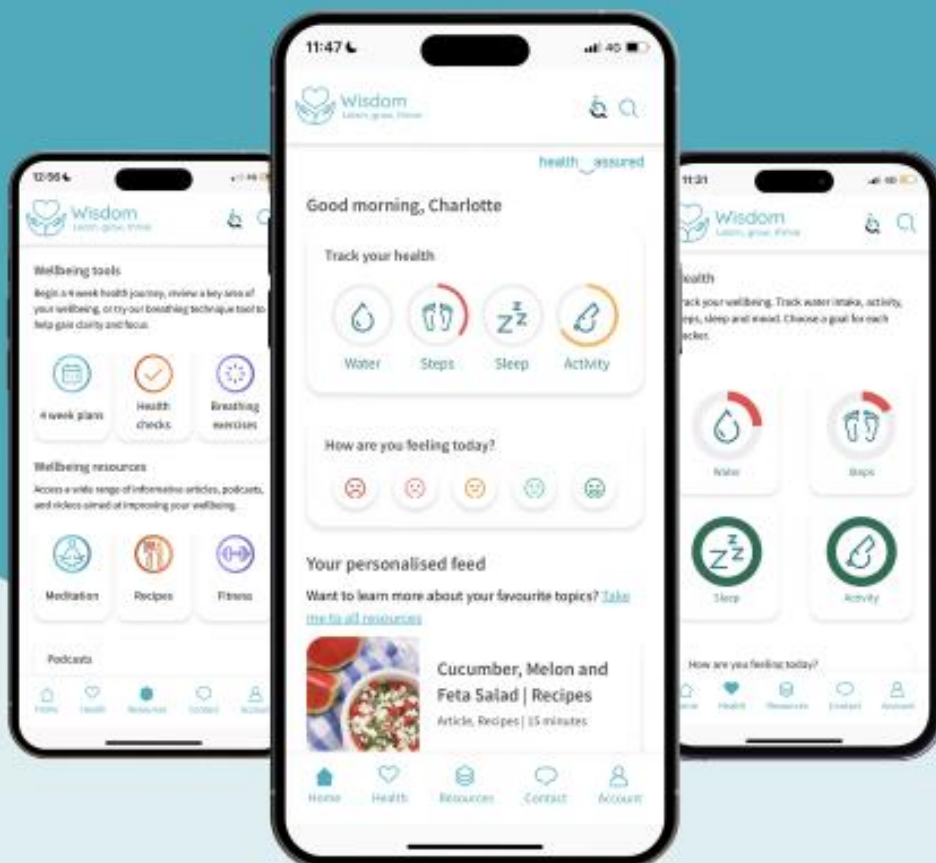 12:56
Wisdom
Learn, grow, thrive
Wellbeing tools
Begin a 4 week health journey, review a key area of
your wellbeing, or try our breathing technique tool to
help gain clarity and focus.
4 week plans
Health
checks
Breathing
exercises
Wellbeing resources
Access a wide range of informative articles, podcasts,
and videos aimed at improving your wellbeing.
Meditation
Recipes
Fitness
Podcasts
Home
Health
Resources
Contact
Account
11:47
4G
Wisdom
Learn, grow, thrive
health assured
Good morning, Charlotte
Track your health
Water
Steps
Sleep
Activity
How are you feeling today?
Your personalised feed
Want to learn more about your favourite topics? Take
me to all resources
Cucumber, Melon and
Feta Salad | Recipes
Article, Recipes | 15 minutes
Home
Health
Resources
Contact
Account
11:21
4G
Wisdom
Learn, grow, thrive
ealth
rack your wellbeing. Track water intake, activity,
eps, sleep and mood. Choose a goal for each
acker.
Water
Steps
Sleep
Activity
How are you feeling today?
ome
Health
Resources
Contact
Account